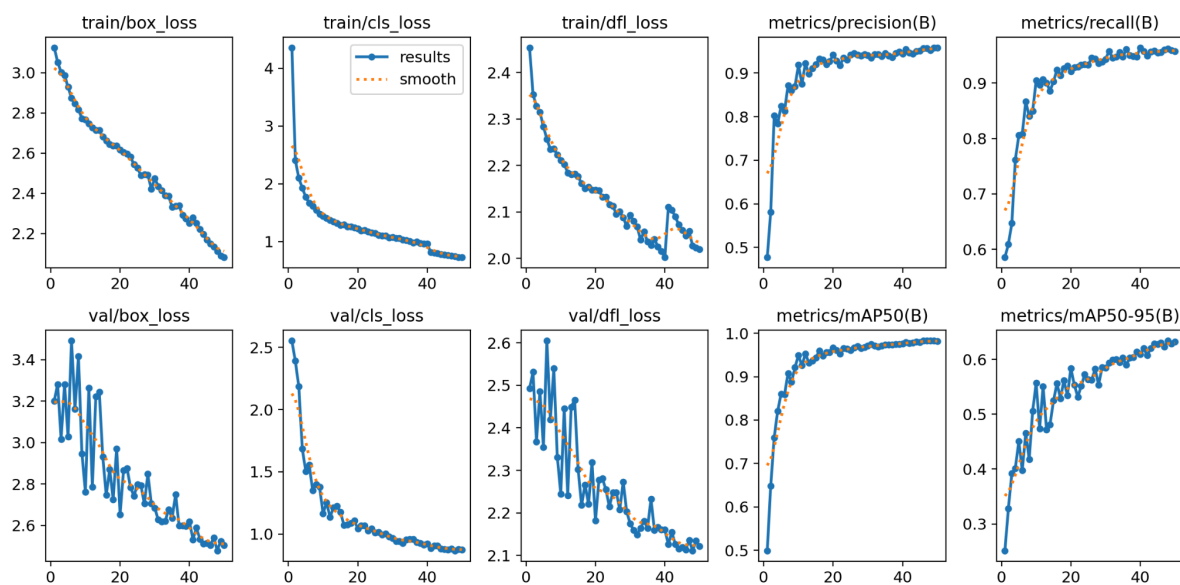 train/box_loss
train/cls_loss
train/dfl_loss
metrics/precision(B)
metrics/recall(B)
3.0
2.8
2.6
2.4
2.2
0 20 40
results
smooth
4
3
2
1
0 20 40
2.4
2.3
2.2
2.1
2.0
0 20 40
0.9
0.8
0.7
0.6
0.5
0 20 40
0.9
0.8
0.7
0.6
0 20 40
val/box_loss
val/cls_loss
val/dfl_loss
metrics/mAP50(B)
metrics/mAP50-95(B)
3.4
3.2
3.0
2.8
2.6
0 20 40
2.5
2.0
1.5
1.0
0 20 40
2.6
2.5
2.4
2.3
2.2
2.1
0 20 40
1.0
0.9
0.8
0.7
0.6
0.5
0 20 40
0.6
0.5
0.4
0.3
0 20 40